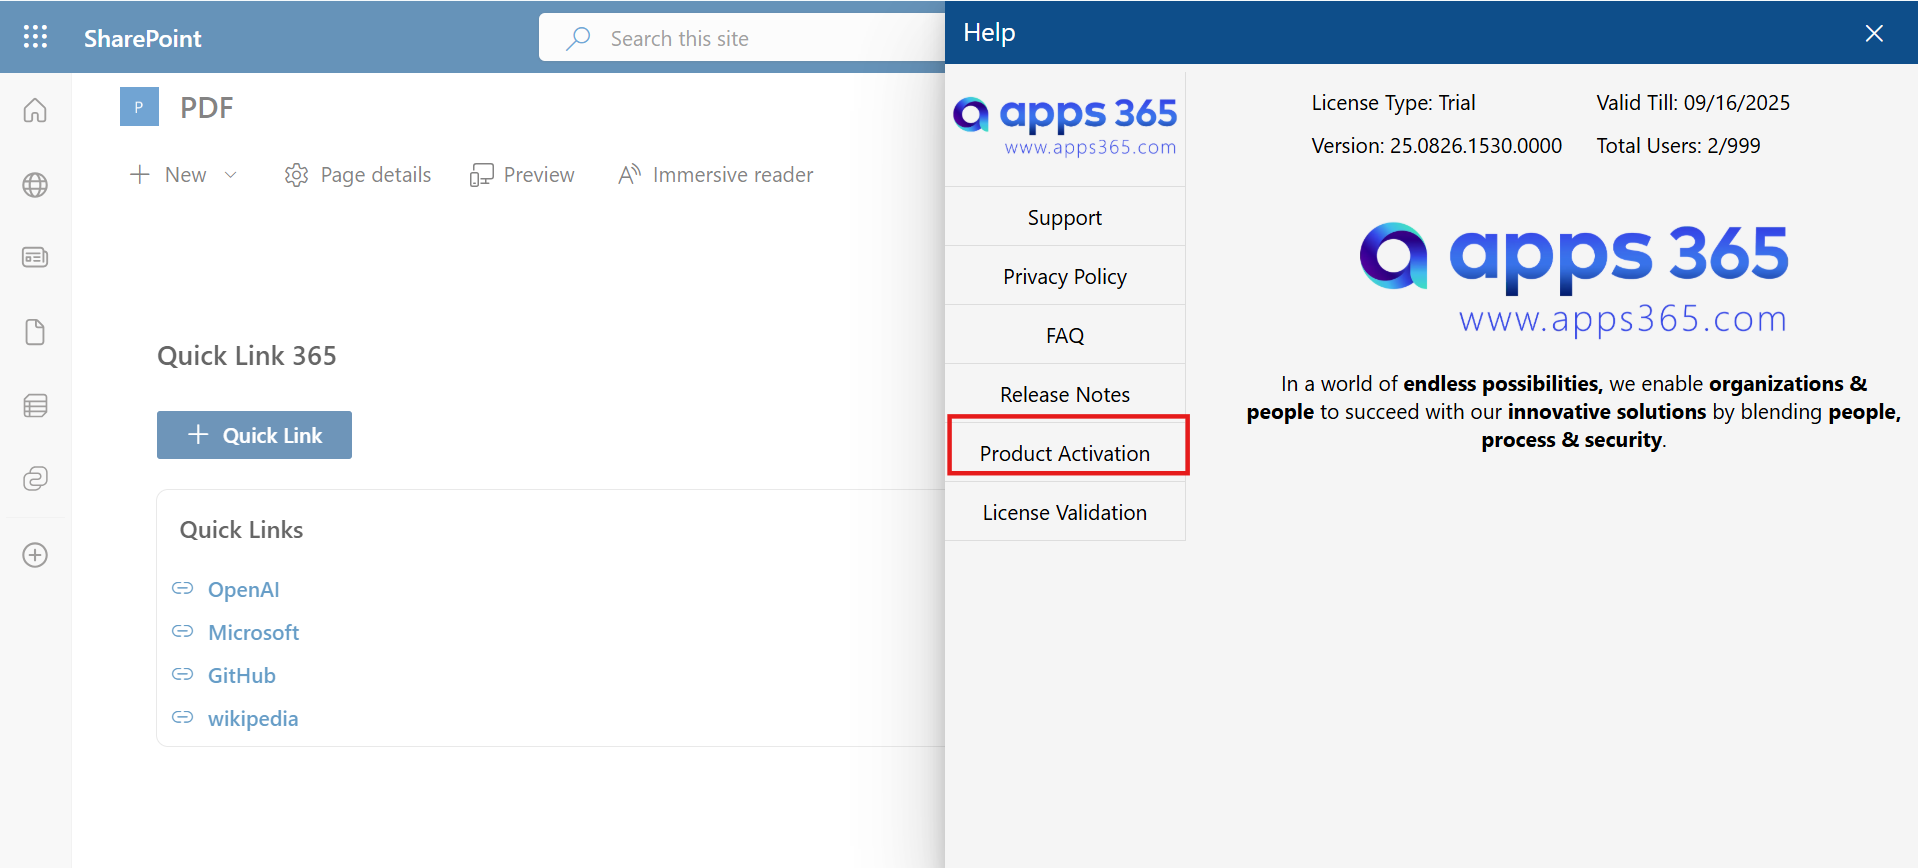 SharePoint
Search this site
P
PDF
New
Page details
Preview
Immersive reader
Quick Link 365
Quick Link
Quick Links
OpenAI
Microsoft
GitHub
wikipedia
Help
apps 365
www.apps365.com
Support
Privacy Policy
FAQ
Release Notes
Product Activation
License Validation
License Type: Trial
Valid Till: 09/16/2025
Version: 25.0826.1530.0000
Total Users: 2/999
apps 365
www.apps365.com
In a world of endless possibilities, we enable organizations &
people to succeed with our innovative solutions by blending people,
process & security.